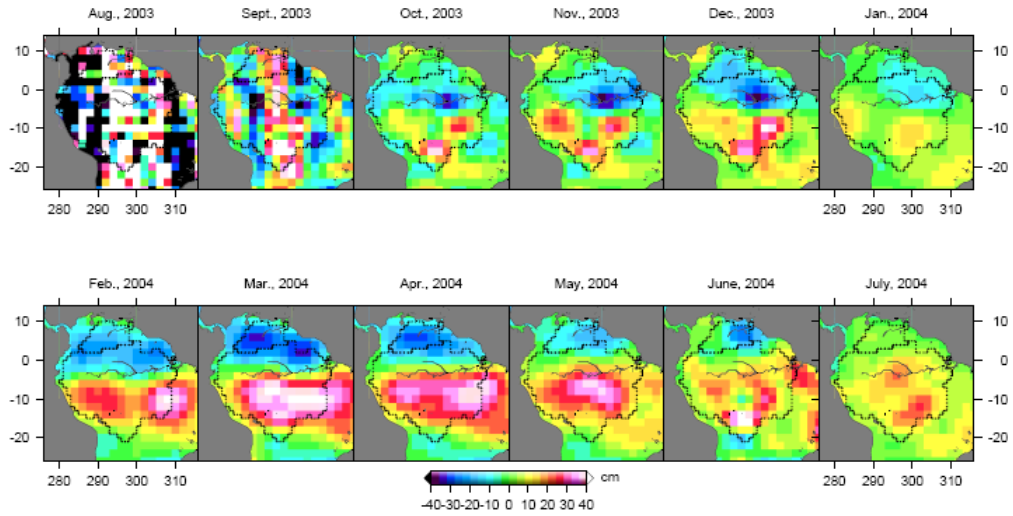 Aug., 2003 Sept., 2003 Oct., 2003 Nov., 2003 Dec., 2003 Jan., 2004
10 10
0 0
-10 -10
-20 -20
280 290 300 310 280 290 300 310
Feb., 2004 Mar., 2004 Apr., 2004 May, 2004 June, 2004 July, 2004
10 10
0 0
-10 -10
-20 -20
280 290 300 310 280 290 300 310
cm
-40-30-20-10 0 10 20 30 40